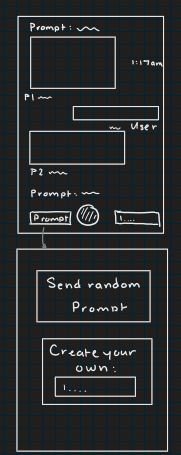 Prompt:
1:17am
P1
User
P2
Prompt:
Prompt
1....
Send random
Prompt
Create your
own:
1....